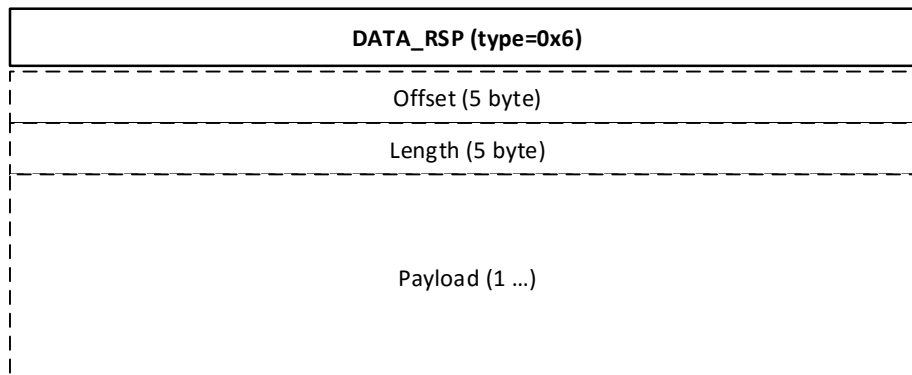 DATA_RSP (type=0x6)
Offset (5 byte)
Length (5 byte)
Payload (1 …)